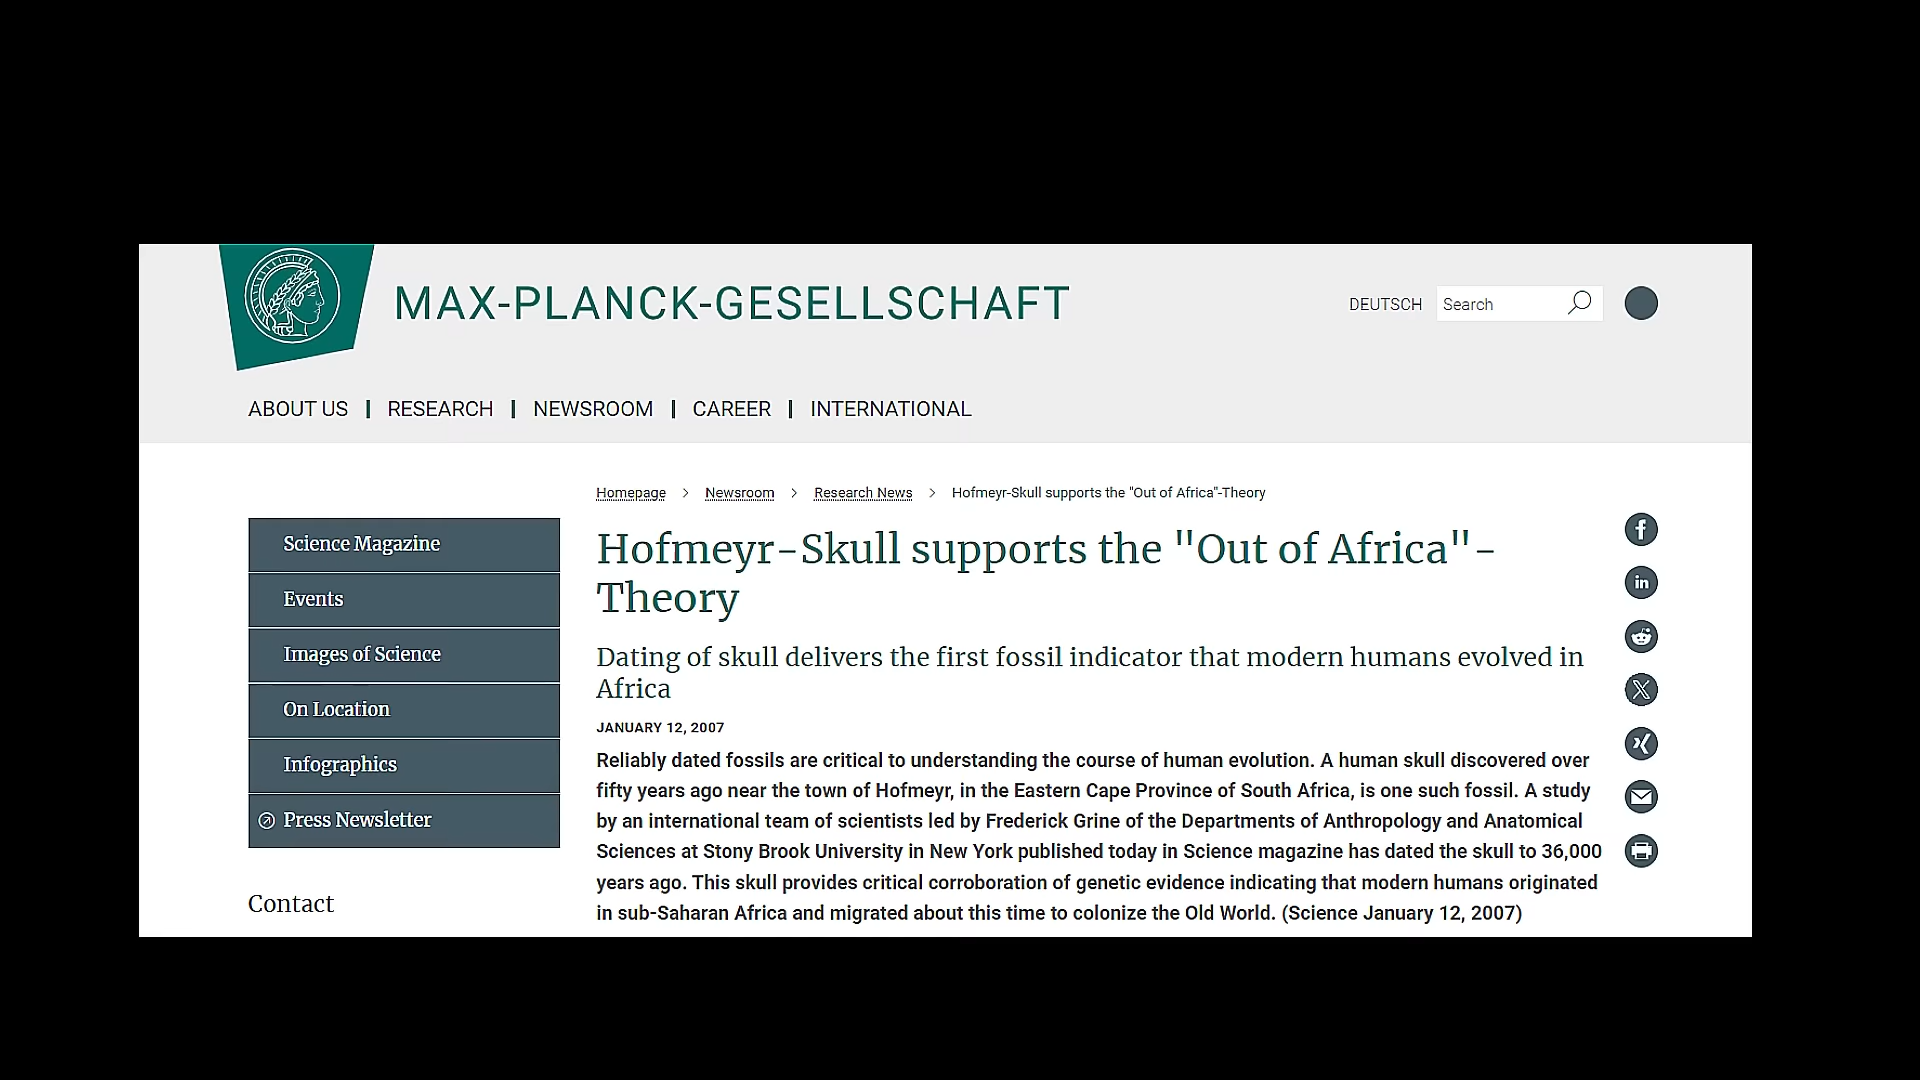 MAX-PLANCK-GESELLSCHAFT
DEUTSCH
Search
ABOUT US
RESEARCH
NEWSROOM
CAREER
INTERNATIONAL
Homepage > Newsroom > Research News > Hofmeyr-Skull supports the "Out of Africa"-Theory
Science Magazine
Events
Images of Science
On Location
Infographics
Press Newsletter
Contact
Hofmeyr-Skull supports the "Out of Africa"-
Theory
Dating of skull delivers the first fossil indicator that modern humans evolved in
Africa
JANUARY 12, 2007
Reliably dated fossils are critical to understanding the course of human evolution. A human skull discovered over
fifty years ago near the town of Hofmeyr, in the Eastern Cape Province of South Africa, is one such fossil. A study
by an international team of scientists led by Frederick Grine of the Departments of Anthropology and Anatomical
Sciences at Stony Brook University in New York published today in Science magazine has dated the skull to 36,000
years ago. This skull provides critical corroboration of genetic evidence indicating that modern humans originated
in sub-Saharan Africa and migrated about this time to colonize the Old World. (Science January 12, 2007)